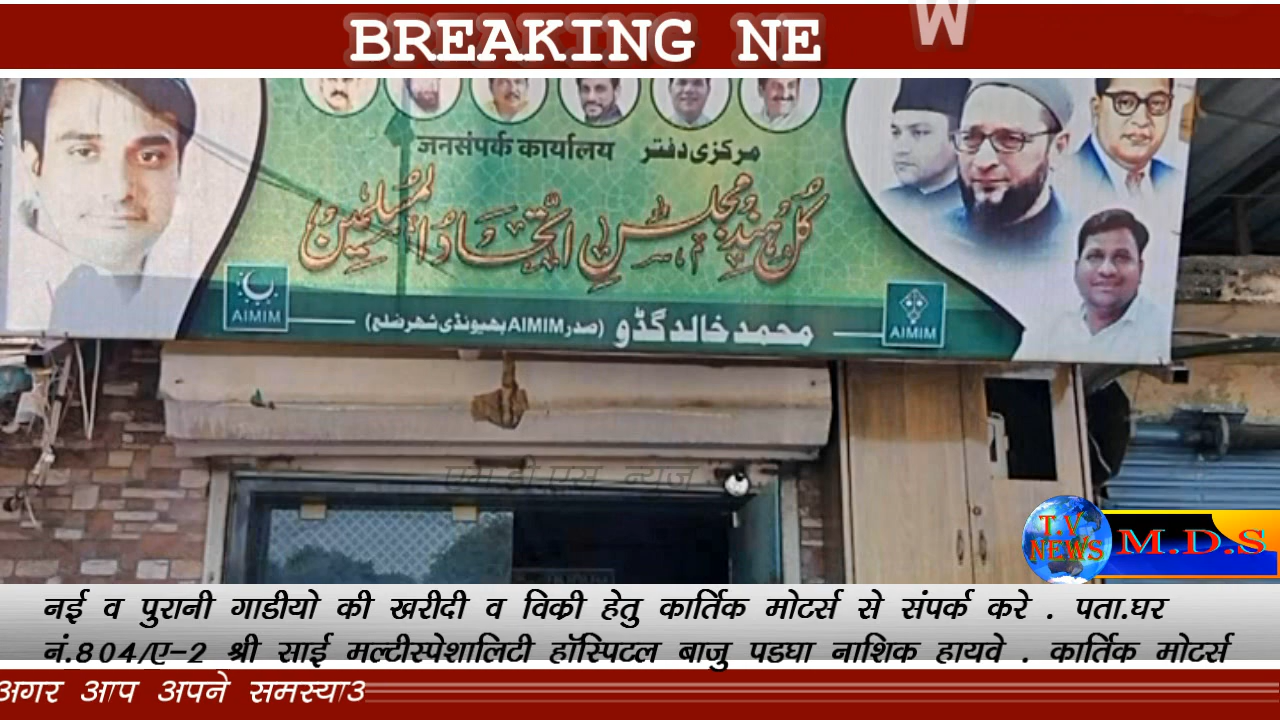 BREAKING NE W
जनसंपर्क कार्यालय مرکزی دفتر
کل ہند مجلس اتحاد المسلمین
AIMIM
محمد خالد گڈو (صدر AIMIM بھیونڈی شہر ضلع)
AIMIM
एम.डी.एस. न्यूज
T.V NEWS M.D.S
नई व पुरानी गाडीयो की खरीदी व विक्री हेतु कार्तिक मोटर्स से संपर्क करे . पता.घर
नं.804/ए-2 श्री साई मल्टीस्पेशालिटी हॉस्पिटल बाजु पडघा नाशिक हायवे . कार्तिक मोटर्स
अगर आप अपने समस्या